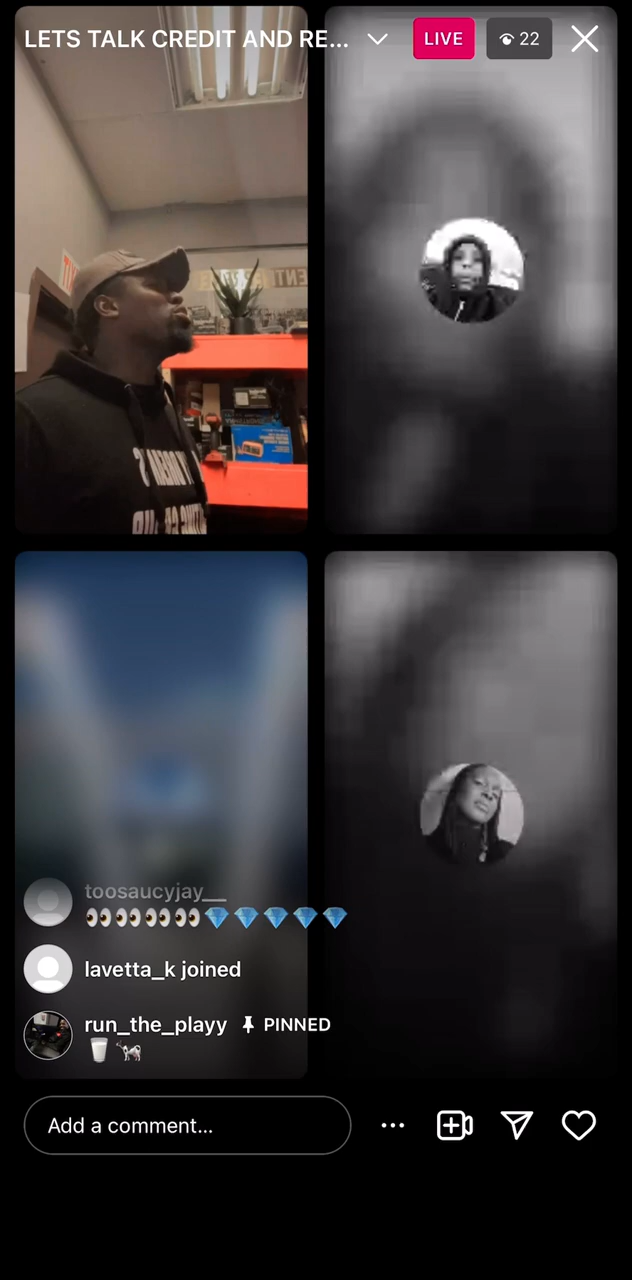 LETS TALK CREDIT AND RE...
LIVE
22
toosaucyjay__
👀👀👀👀💎💎💎💎💎
lavetta_k joined
run_the_playy PINNED
🥛🐄
Add a comment...